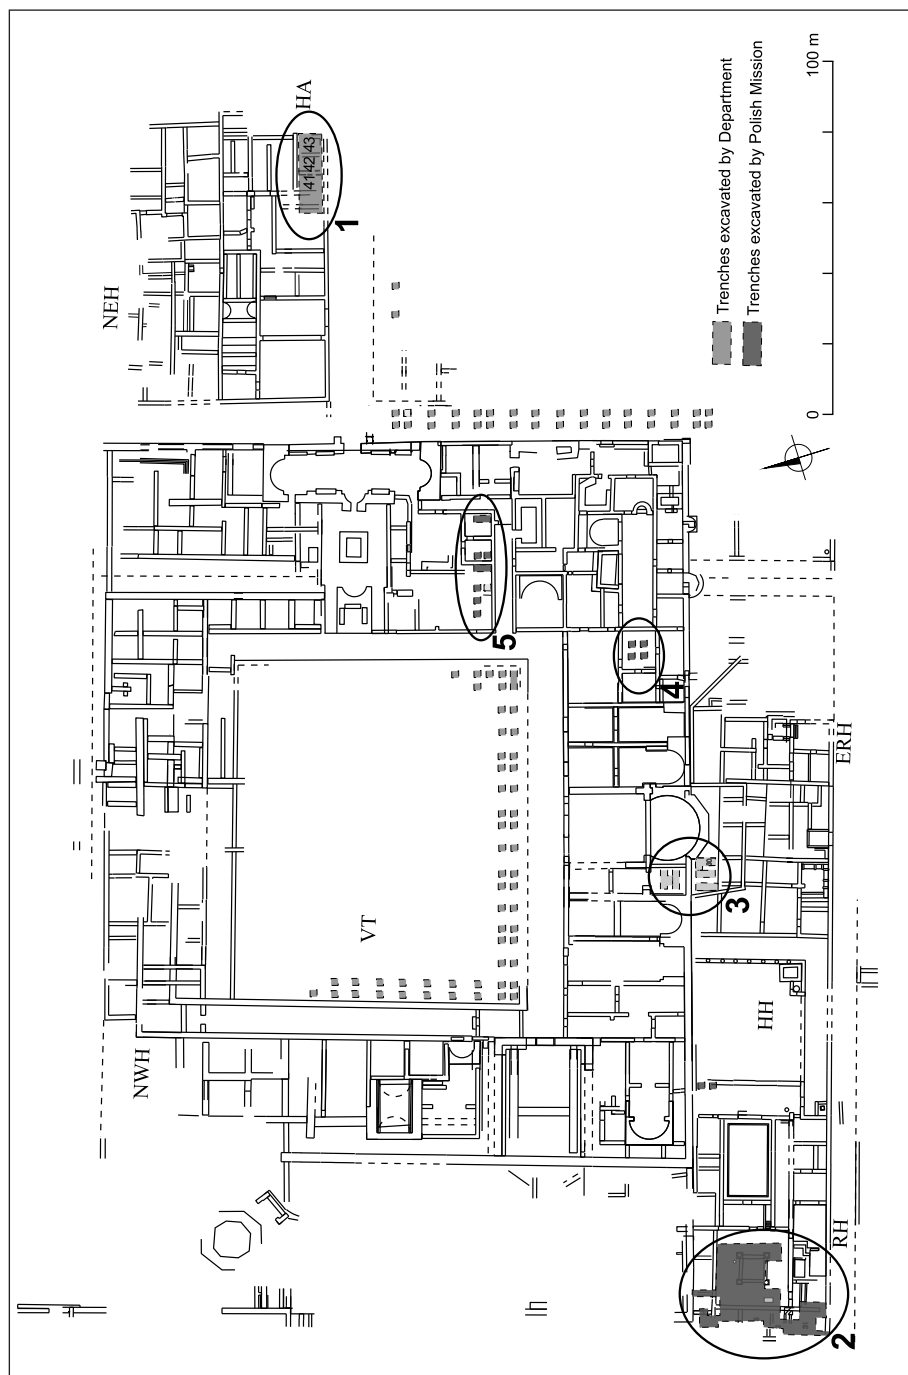 NEH
HA
41 42 43
1
NWH
VT
5
4
3
HH
ERH
RH
2
Trenches excavated by Department
Trenches excavated by Polish Mission
0
100 m